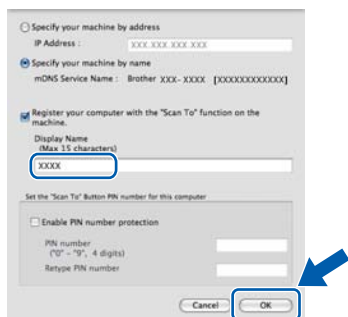 Specify your machine by address
IP Address : XXX.XXX.XXX.XXX
Specify your machine by name
mDNS Service Name : Brother XXX-XXXX [XXXXXXXXXXXX]
Register your computer with the "Scan To" function on the
machine.
Display Name
(Max 15 characters)
XXXX
Set the "Scan To" Button PIN number for this computer
Enable PIN number protection
PIN number
("0" - "9", 4 digits)
Retype PIN number
Cancel OK